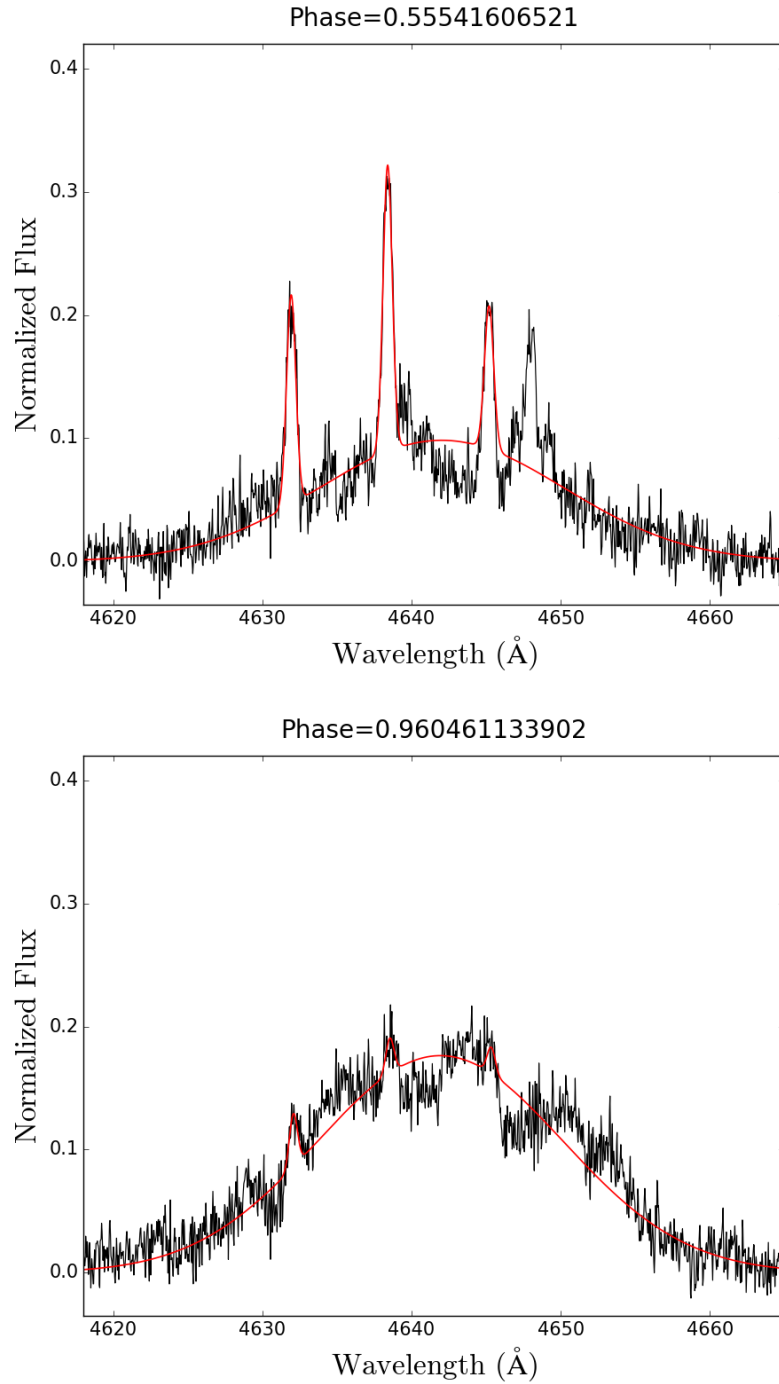 Phase=0.55541606521
0.4
0.3
0.2
0.1
0.0
Normalized Flux
4620 4630 4640 4650 4660
Wavelength (Å)
Phase=0.960461133902
0.4
0.3
0.2
0.1
0.0
Normalized Flux
4620 4630 4640 4650 4660
Wavelength (Å)